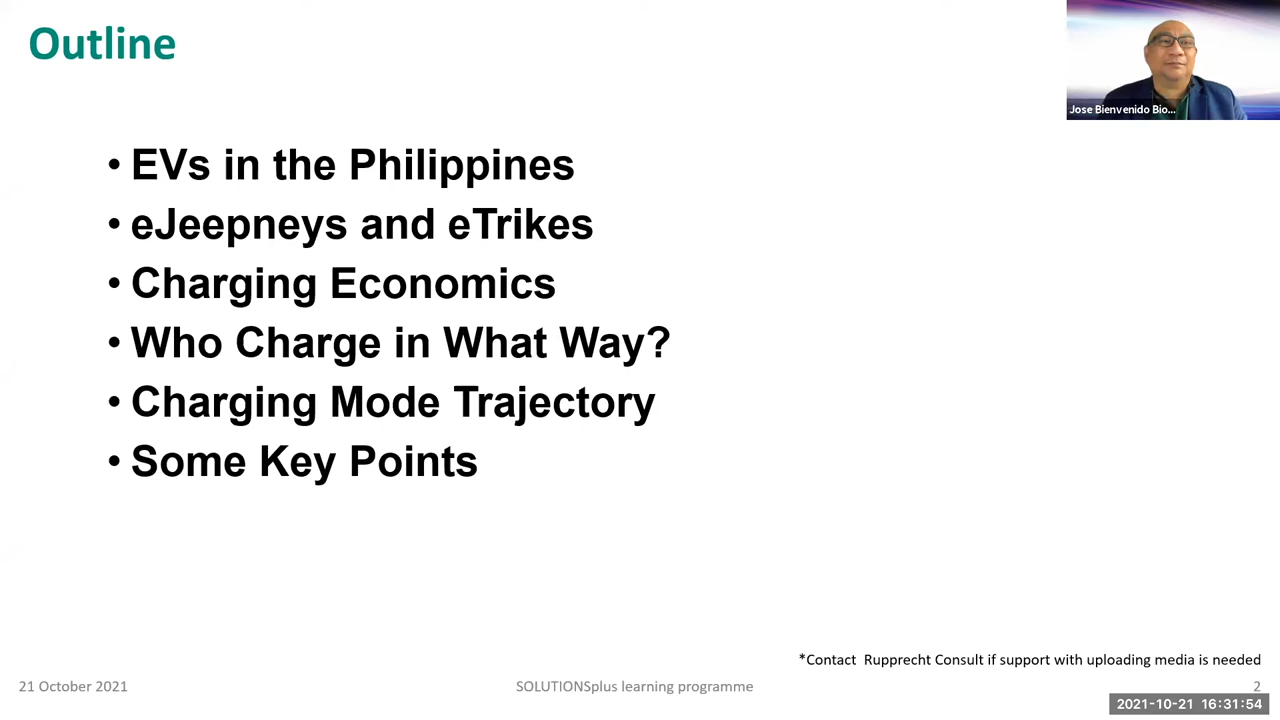 Outline
Jose Bienvenido Bio...
• EVs in the Philippines
• eJeepneys and eTrikes
• Charging Economics
• Who Charge in What Way?
• Charging Mode Trajectory
• Some Key Points
*Contact Rupprecht Consult if support with uploading media is needed
21 October 2021
SOLUTIONSplus learning programme
2
2021-10-21 16:31:54